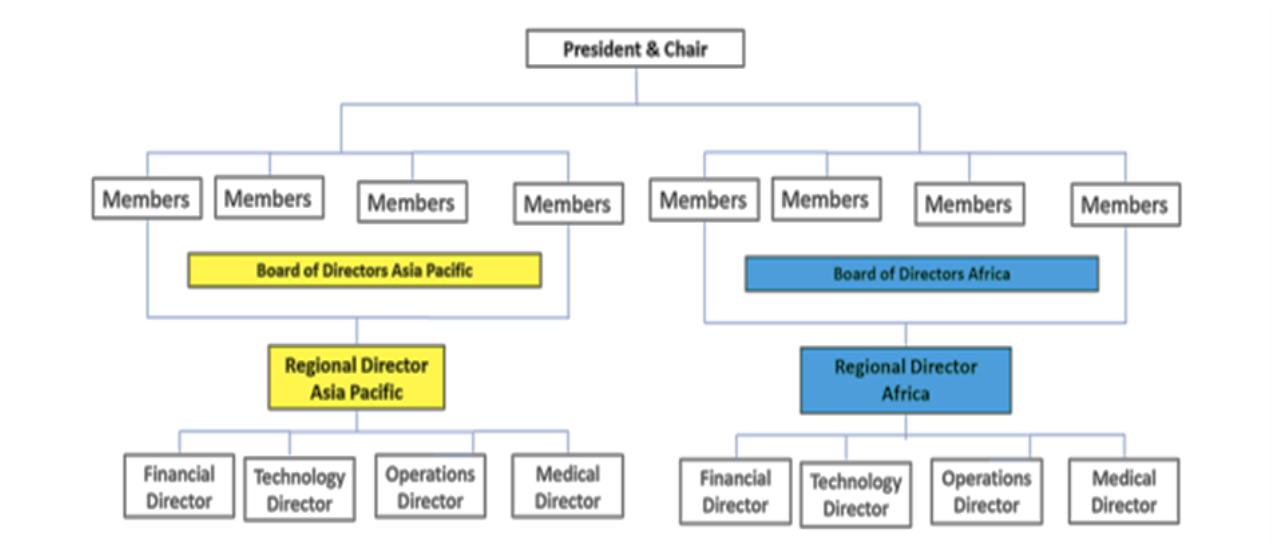 President & Chair
Members
Members
Members
Members
Members
Members
Members
Members
Board of Directors Asia Pacific
Board of Directors Africa
Regional Director
Asia Pacific
Regional Director
Africa
Financial
Director
Technology
Director
Operations
Director
Medical
Director
Financial
Director
Technology
Director
Operations
Director
Medical
Director